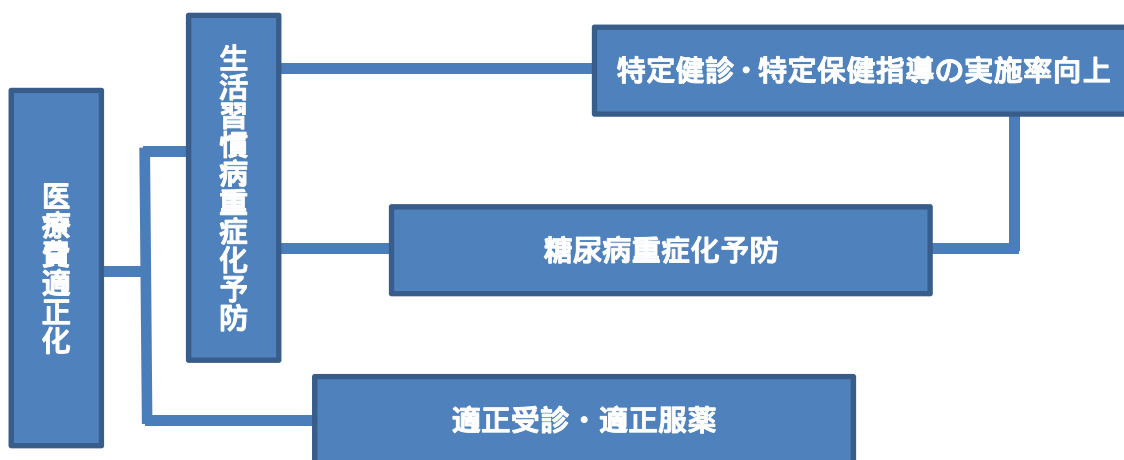 医療費適正化
生活習慣病重症化予防
特定健診・特定保健指導の実施率向上
糖尿病重症化予防
適正受診・適正服薬